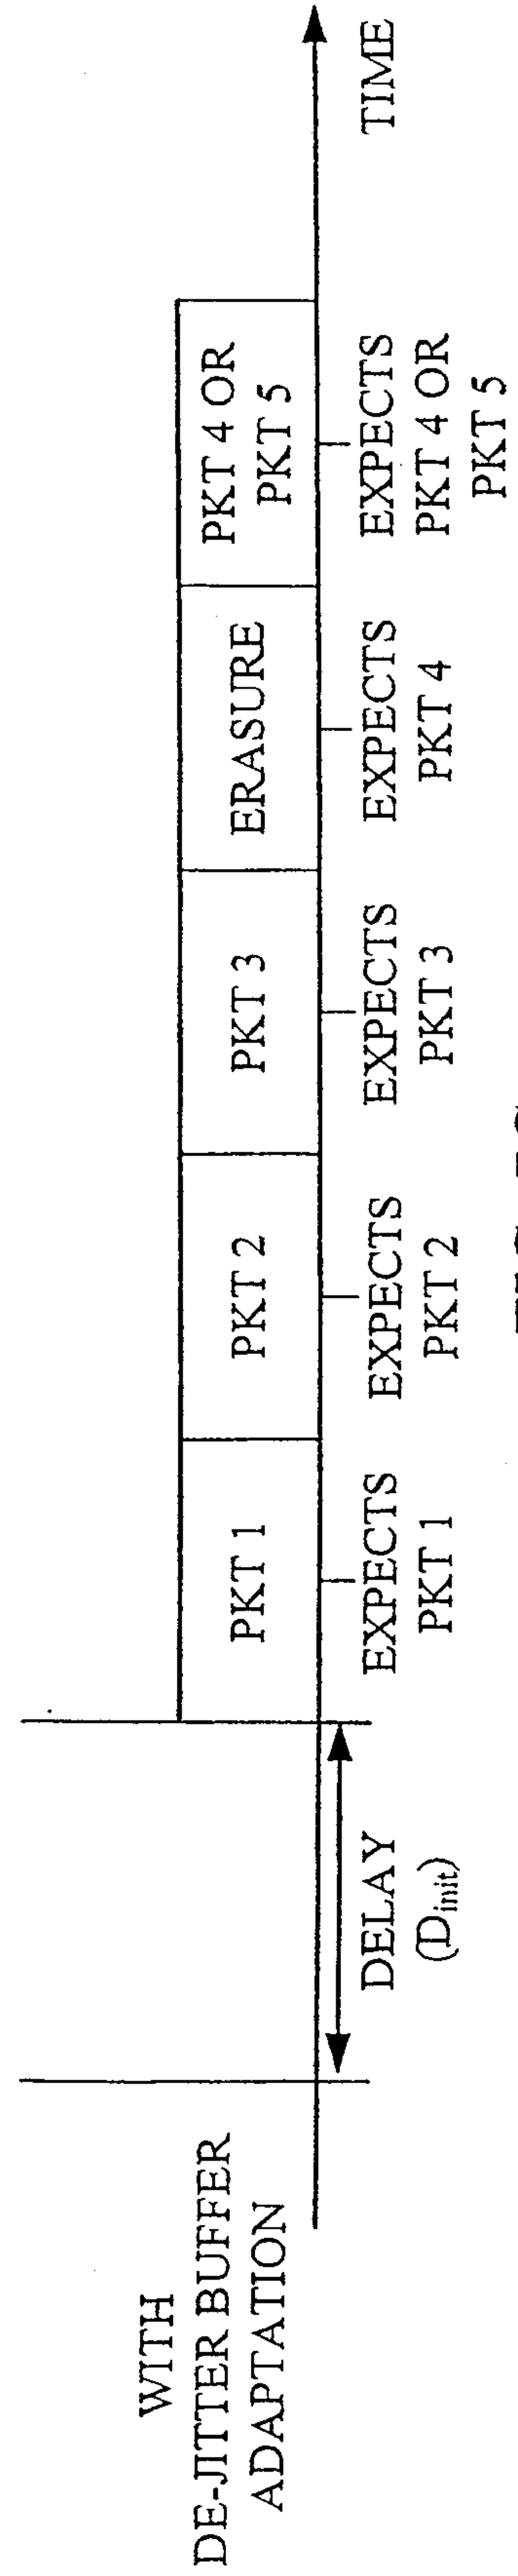 WITH
DE-JITTER BUFFER
ADAPTATION
DELAY
(D_init)
PKT 1
PKT 2
PKT 3
ERASURE
PKT 4 OR
PKT 5
EXPECTS
PKT 1
EXPECTS
PKT 2
EXPECTS
PKT 3
EXPECTS
PKT 4
EXPECTS
PKT 4 OR
PKT 5
TIME